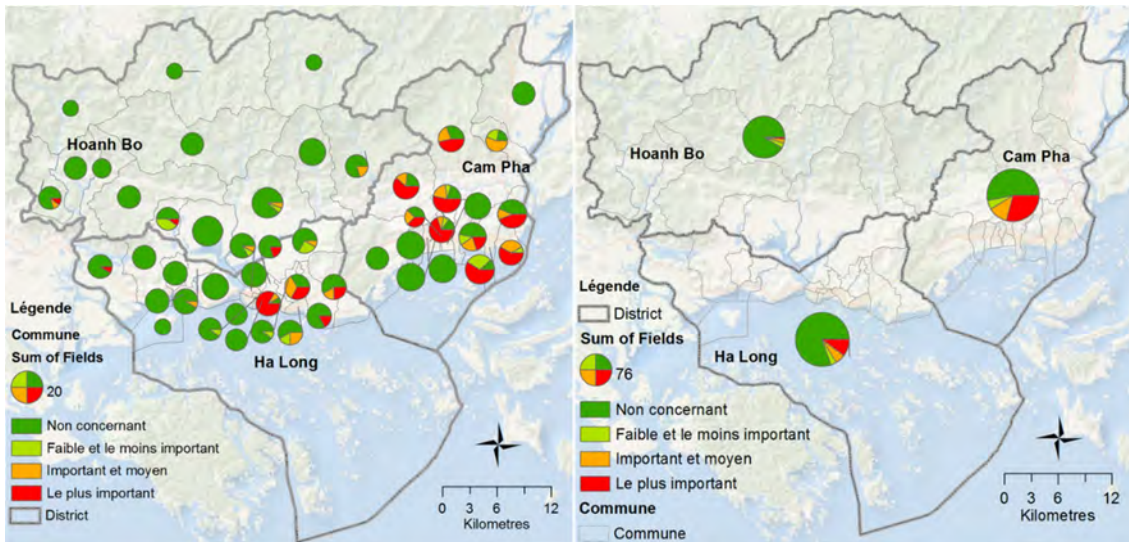 Hoanh Bo
Cam Pha
Ha Long
Légende
Commune
Sum of Fields
20
Non concernant
Faible et le moins important
Important et moyen
Le plus important
District
0 3 6 12
Kilometres
Hoanh Bo
Cam Pha
Ha Long
Légende
District
Sum of Fields
76
Non concernant
Faible et le moins important
Important et moyen
Le plus important
Commune
Commune
0 3 6 12
Kilometres